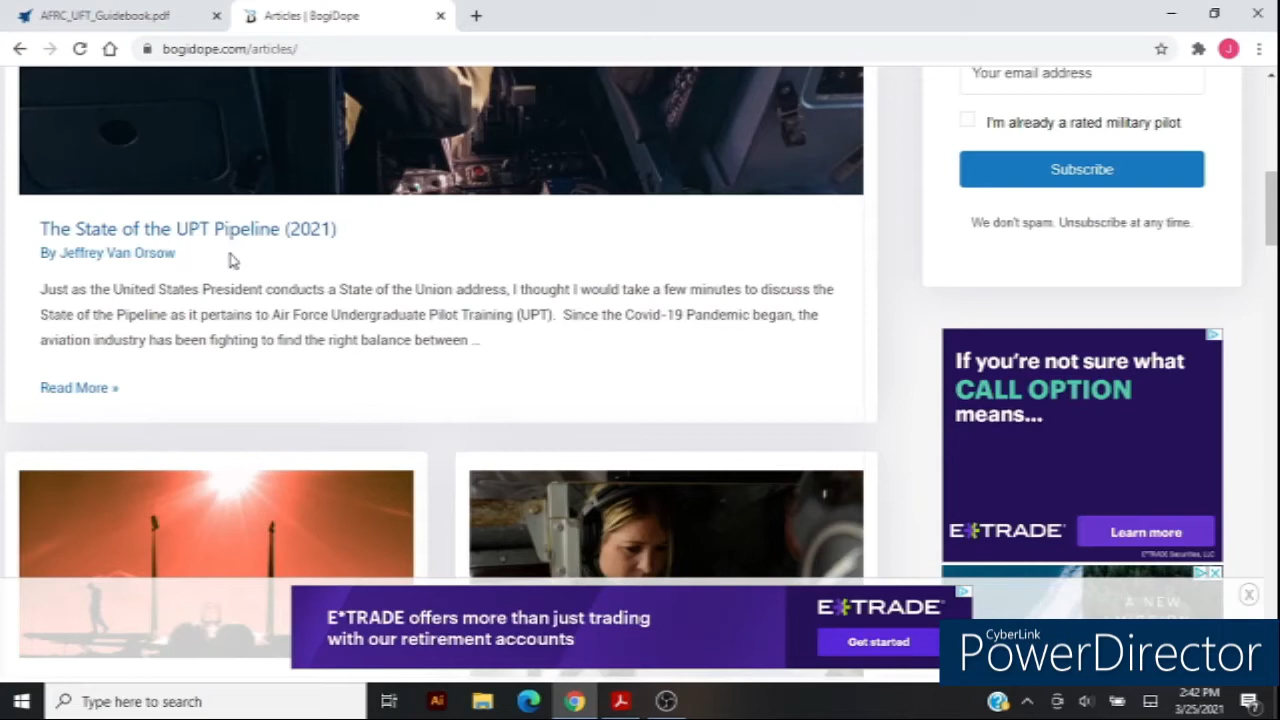 AFRC_UFT_Guidebook.pdf
Articles | BogiDope
bogidope.com/articles/
J
Your email address
I'm already a rated military pilot
Subscribe
We don't spam. Unsubscribe at any time.
The State of the UPT Pipeline (2021)
By Jeffrey Van Orsow
Just as the United States President conducts a State of the Union address, I thought I would take a few minutes to discuss the
State of the Pipeline as it pertains to Air Force Undergraduate Pilot Training (UPT). Since the Covid-19 Pandemic began, the
aviation industry has been fighting to find the right balance between ...
Read More »
If you're not sure what
CALL OPTION
means...
E*TRADE
Learn more
E*TRADE Securities, LLC
A NEW
E*TRADE offers more than just trading
with our retirement accounts
E*TRADE
Get started
CyberLink
PowerDirector
Type here to search
Ai
2:42 PM
3/25/2021